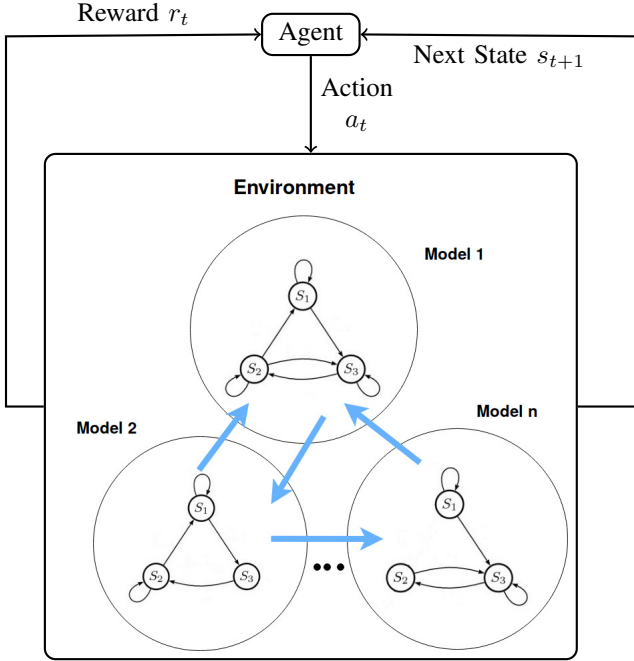 Reward r_t
Agent
Next State s_{t+1}
Action
a_t
Environment
Model 1
S_1
S_2
S_3
Model 2
Model n
S_1
S_2
S_3
...
S_1
S_2
S_3